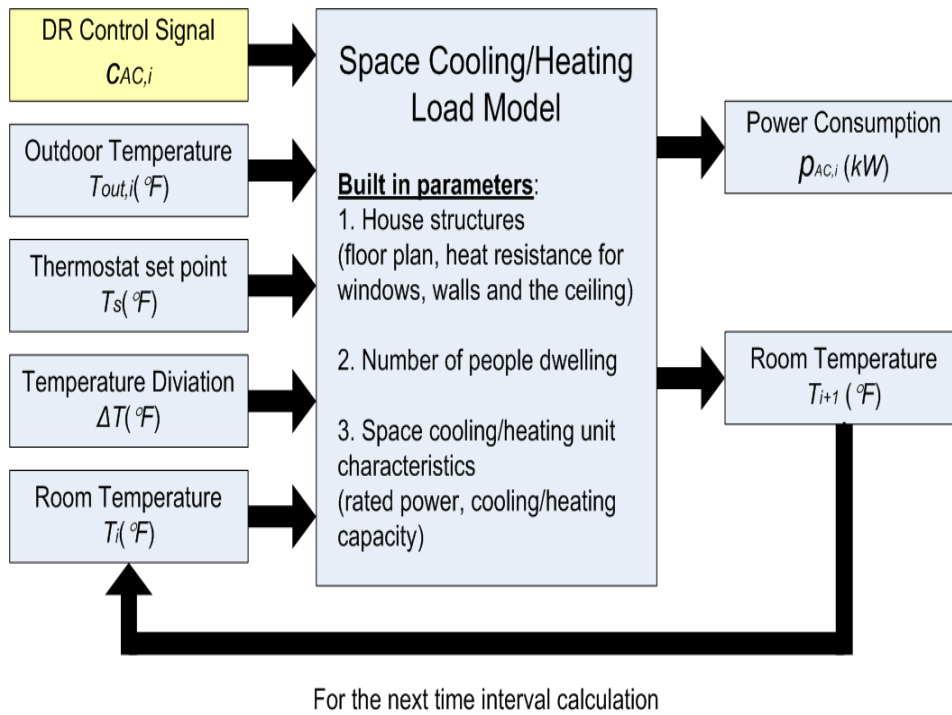 DR Control Signal
CAC,i
Outdoor Temperature
Tout,i(°F)
Thermostat set point
Ts(°F)
Temperature Diviation
ΔT(°F)
Room Temperature
Ti(°F)
Space Cooling/Heating
Load Model
Built in parameters:
1. House structures
(floor plan, heat resistance for
windows, walls and the ceiling)
2. Number of people dwelling
3. Space cooling/heating unit
characteristics
(rated power, cooling/heating
capacity)
Power Consumption
pAC,i (kW)
Room Temperature
Ti+1 (°F)
For the next time interval calculation